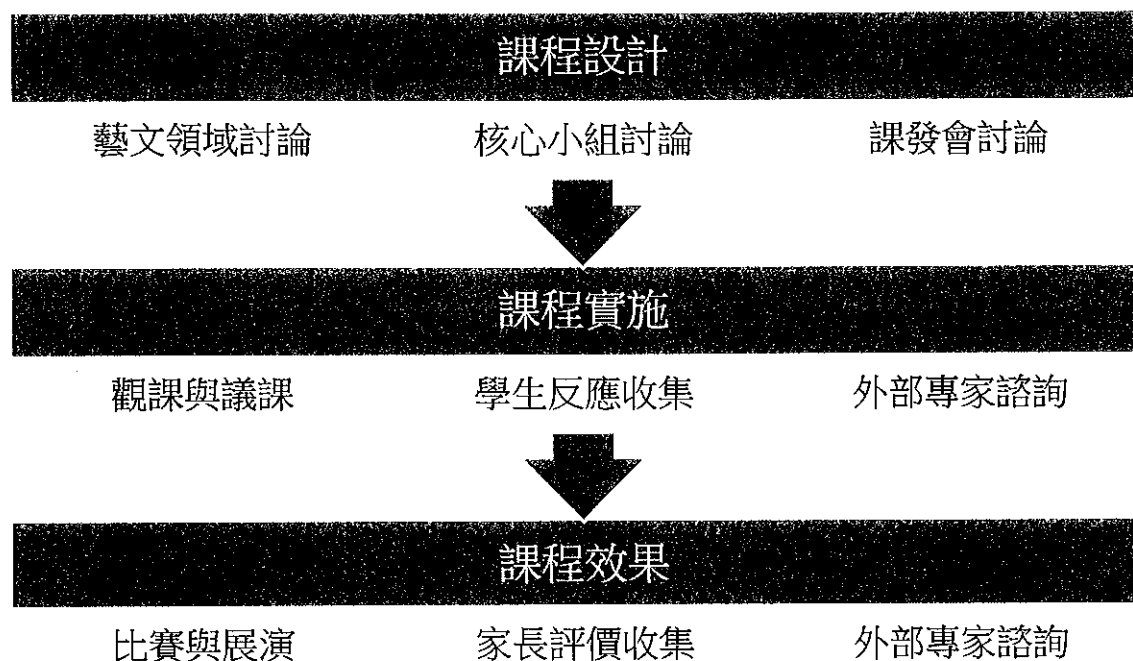 課程設計
藝文領域討論 核心小組討論 課發會討論
課程實施
觀課與議課 學生反應收集 外部專家諮詢
課程效果
比賽與展演 家長評價收集 外部專家諮詢